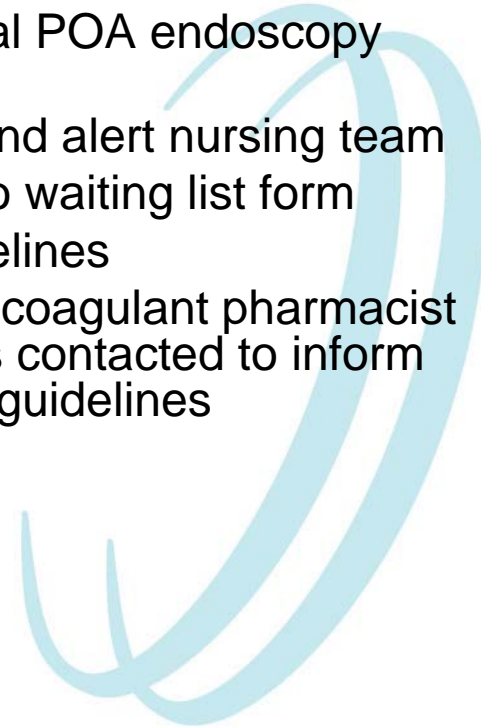 al POA endoscopy
nd alert nursing team
o waiting list form
elines
coagulant pharmacist
s contacted to inform
guidelines